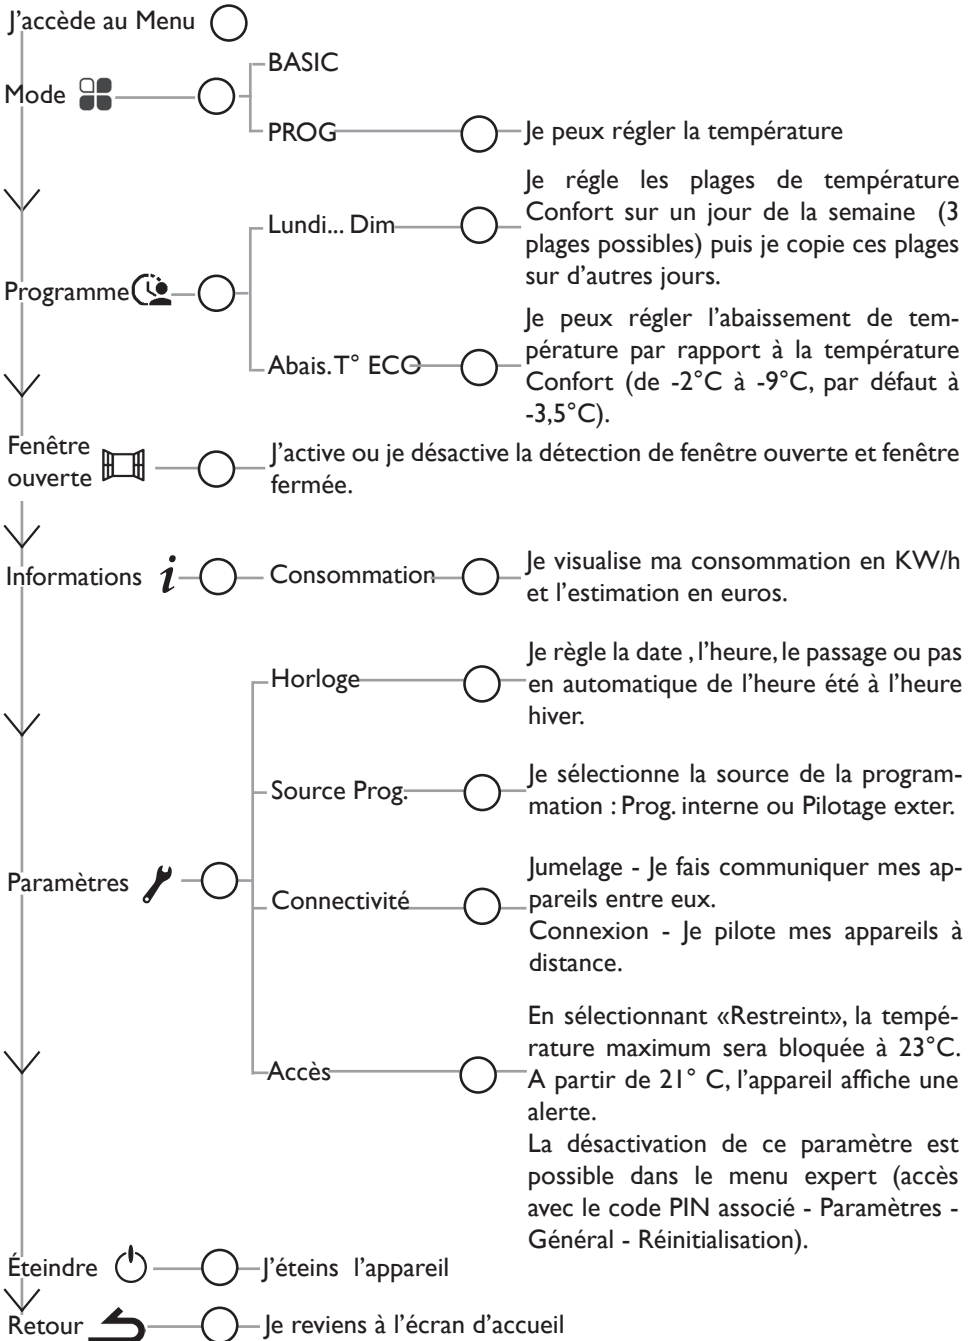 J'accède au Menu
BASIC
Mode
PROG
Je peux régler la température
Je régle les plages de température
Confort sur un jour de la semaine (3
plages possibles) puis je copie ces plages
sur d'autres jours.
Lundi... Dim
Programme
Je peux régler l'abaissement de tem-
pérature par rapport à la température
Confort (de -2°C à -9°C, par défaut à
-3,5°C).
Abais. T° ECO
Fenêtre
ouverte
J'active ou je désactive la détection de fenêtre ouverte et fenêtre
fermée.
Informations
Consommation
Je visualise ma consommation en KW/h
et l'estimation en euros.
Horloge
Je règle la date , l'heure, le passage ou pas
en automatique de l'heure été à l'heure
hiver.
Source Prog.
Je sélectionne la source de la program-
mation : Prog. interne ou Pilotage exter.
Paramètres
Connectivité
Jumelage - Je fais communiquer mes ap-
pareils entre eux.
Connexion - Je pilote mes appareils à
distance.
Accès
En sélectionnant «Restreint», la tempé-
rature maximum sera bloquée à 23°C.
A partir de 21° C, l'appareil affiche une
alerte.
La désactivation de ce paramètre est
possible dans le menu expert (accès
avec le code PIN associé - Paramètres -
Général - Réinitialisation).
Éteindre
J'éteins l'appareil
Retour
Je reviens à l'écran d'accueil